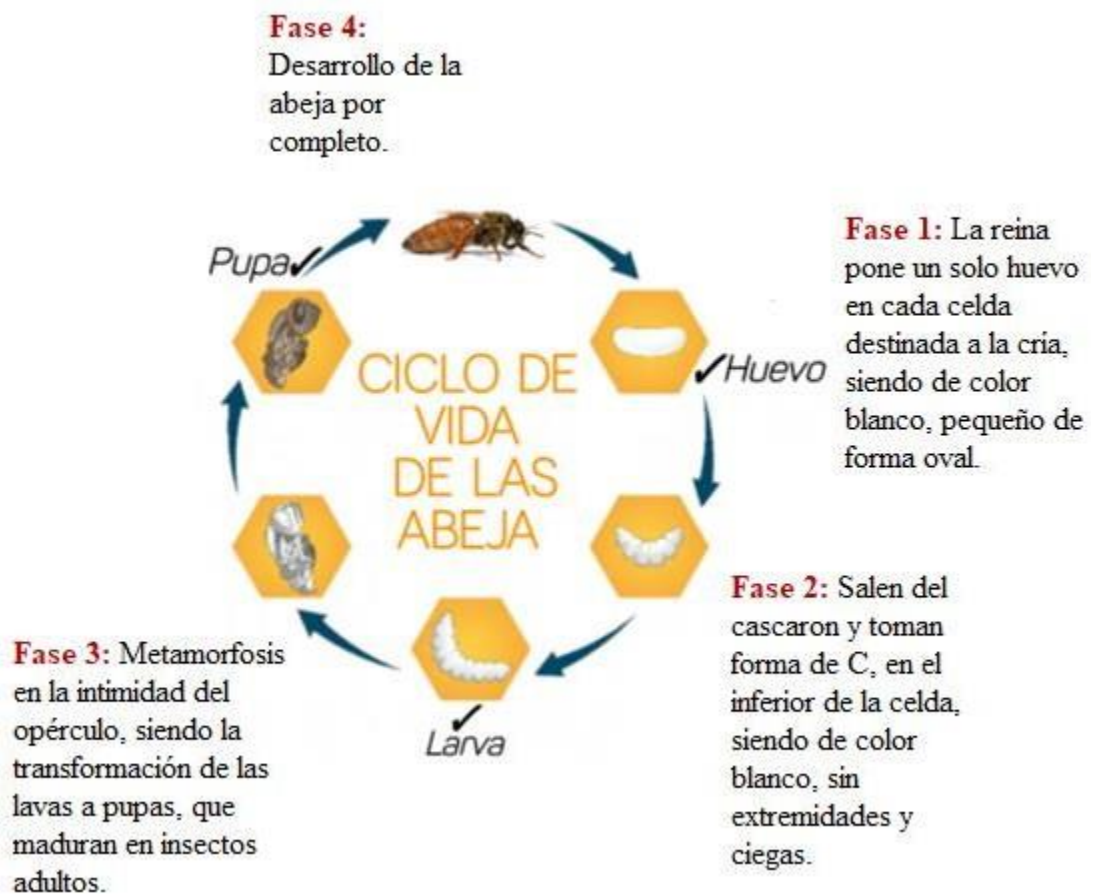 Fase 4:
Desarrollo de la
abeja por
completo.
Pupa
Fase 1: La reina
pone un solo huevo
en cada celda
destinada a la cria,
siendo de color
blanco, pequeño de
forma oval.
Huevo
CICLO DE
VIDA
DE LAS
ABEJA
Fase 2: Salen del
cascaron y toman
forma de C, en el
inferior de la celda,
siendo de color
blanco, sin
extremidades y
ciegas.
Larva
Fase 3: Metamorfosis
en la intimidad del
opérculo, siendo la
transformación de las
lavas a pupas, que
maduran en insectos
adultos.